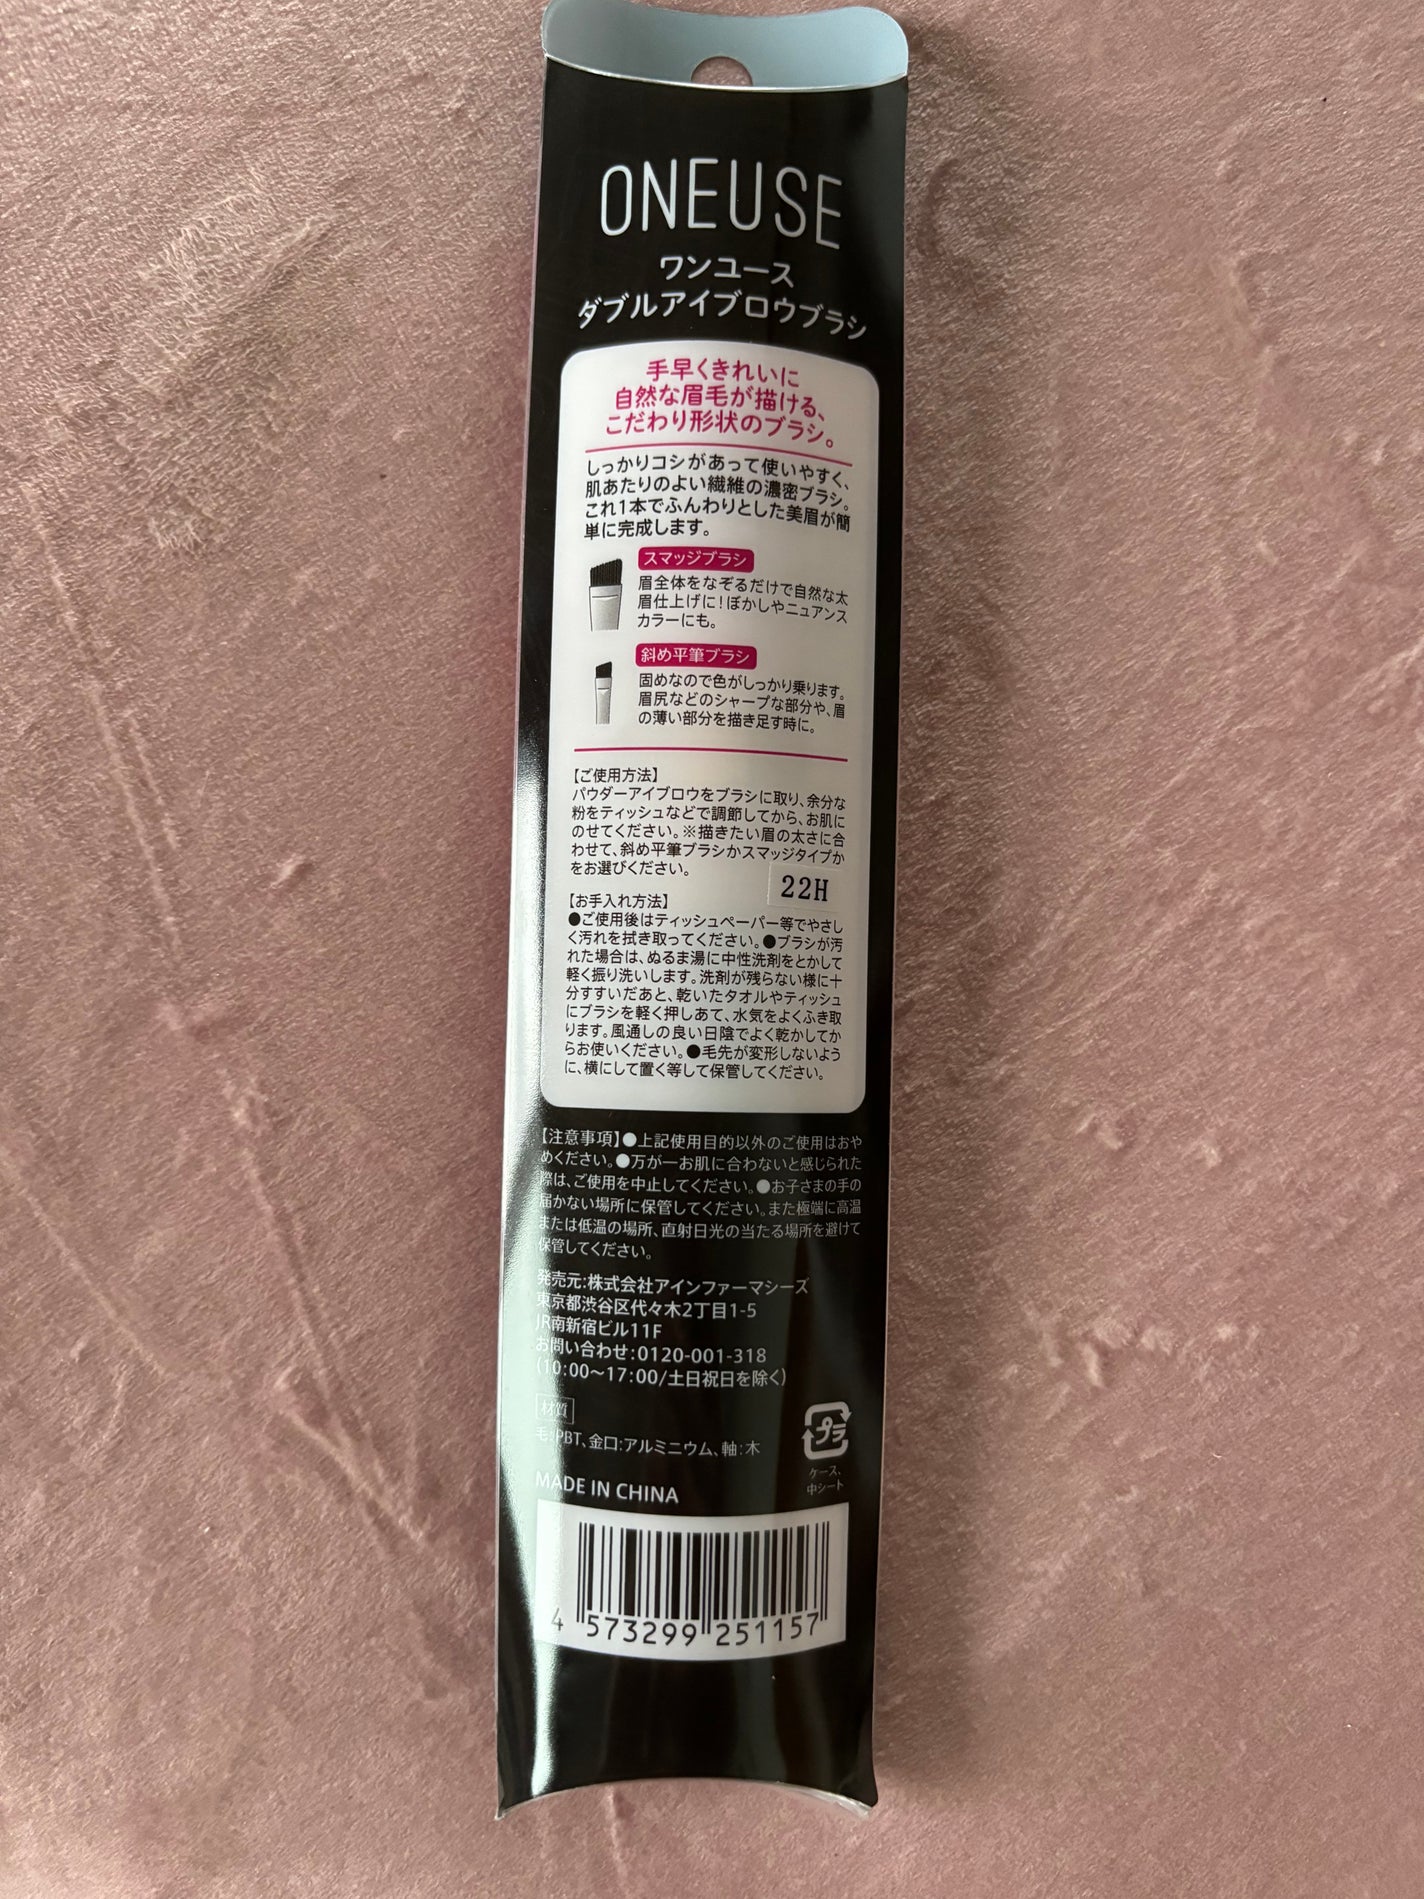 ONEUSE
ワンユース
ダブルアイブロウブラシ
手早くきれいに
自然な眉毛が描ける、
こだわり形状のブラシ。
しっかりコシがあって使いやすく、
肌あたりのよい繊維の濃密ブラシ。
これ1本でふんわりとした美眉が簡
単に完成します。
スマッジブラシ
眉全体をなぞるだけで自然な太
眉仕上げに!ぼかしやニュアンス
カラーにも。
斜め平筆ブラシ
固めなので色がしっかり乗ります。
眉尻などのシャープな部分や、眉
の薄い部分を描き足す時に。
【ご使用方法】
パウダーアイブロウをブラシに取り、余分な
粉をティッシュなどで調節してから、お肌に
のせてください。※描きたい眉の太さに合
わせて、斜め平筆ブラシかスマッジタイプか
をお選びください。
22H
【お手入れ方法】
●ご使用後はティッシュペーパー等でやさし
く汚れを拭き取ってください。●ブラシが汚
れた場合は、ぬるま湯に中性洗剤をとかして
軽く振り洗いします。洗剤が残らない様に十
分すすいだあと、乾いたタオルやティッシュ
にブラシを軽く押しあて、水気をよくふき取
ります。風通しの良い日陰でよく乾かしてか
らお使いください。●毛先が変形しないよう
に、横にして置く等して保管してください。
【注意事項】●上記使用目的以外のご使用はおや
めください。●万が一お肌に合わないと感じられた
際は、ご使用を中止してください。●お子さまの手の
届かない場所に保管してください。また極端に高温
または低温の場所、直射日光の当たる場所を避けて
保管してください。
発売元:株式会社アインファーマシーズ
東京都渋谷区代々木2丁目1-5
JR南新宿ビル11F
お問い合わせ:0120-001-318
(10:00～17:00/土日祝日を除く)
材質
毛:PBT、金口:アルミニウム、軸:木
プラ
ケース、
中シート
MADE IN CHINA
4 573299 251157